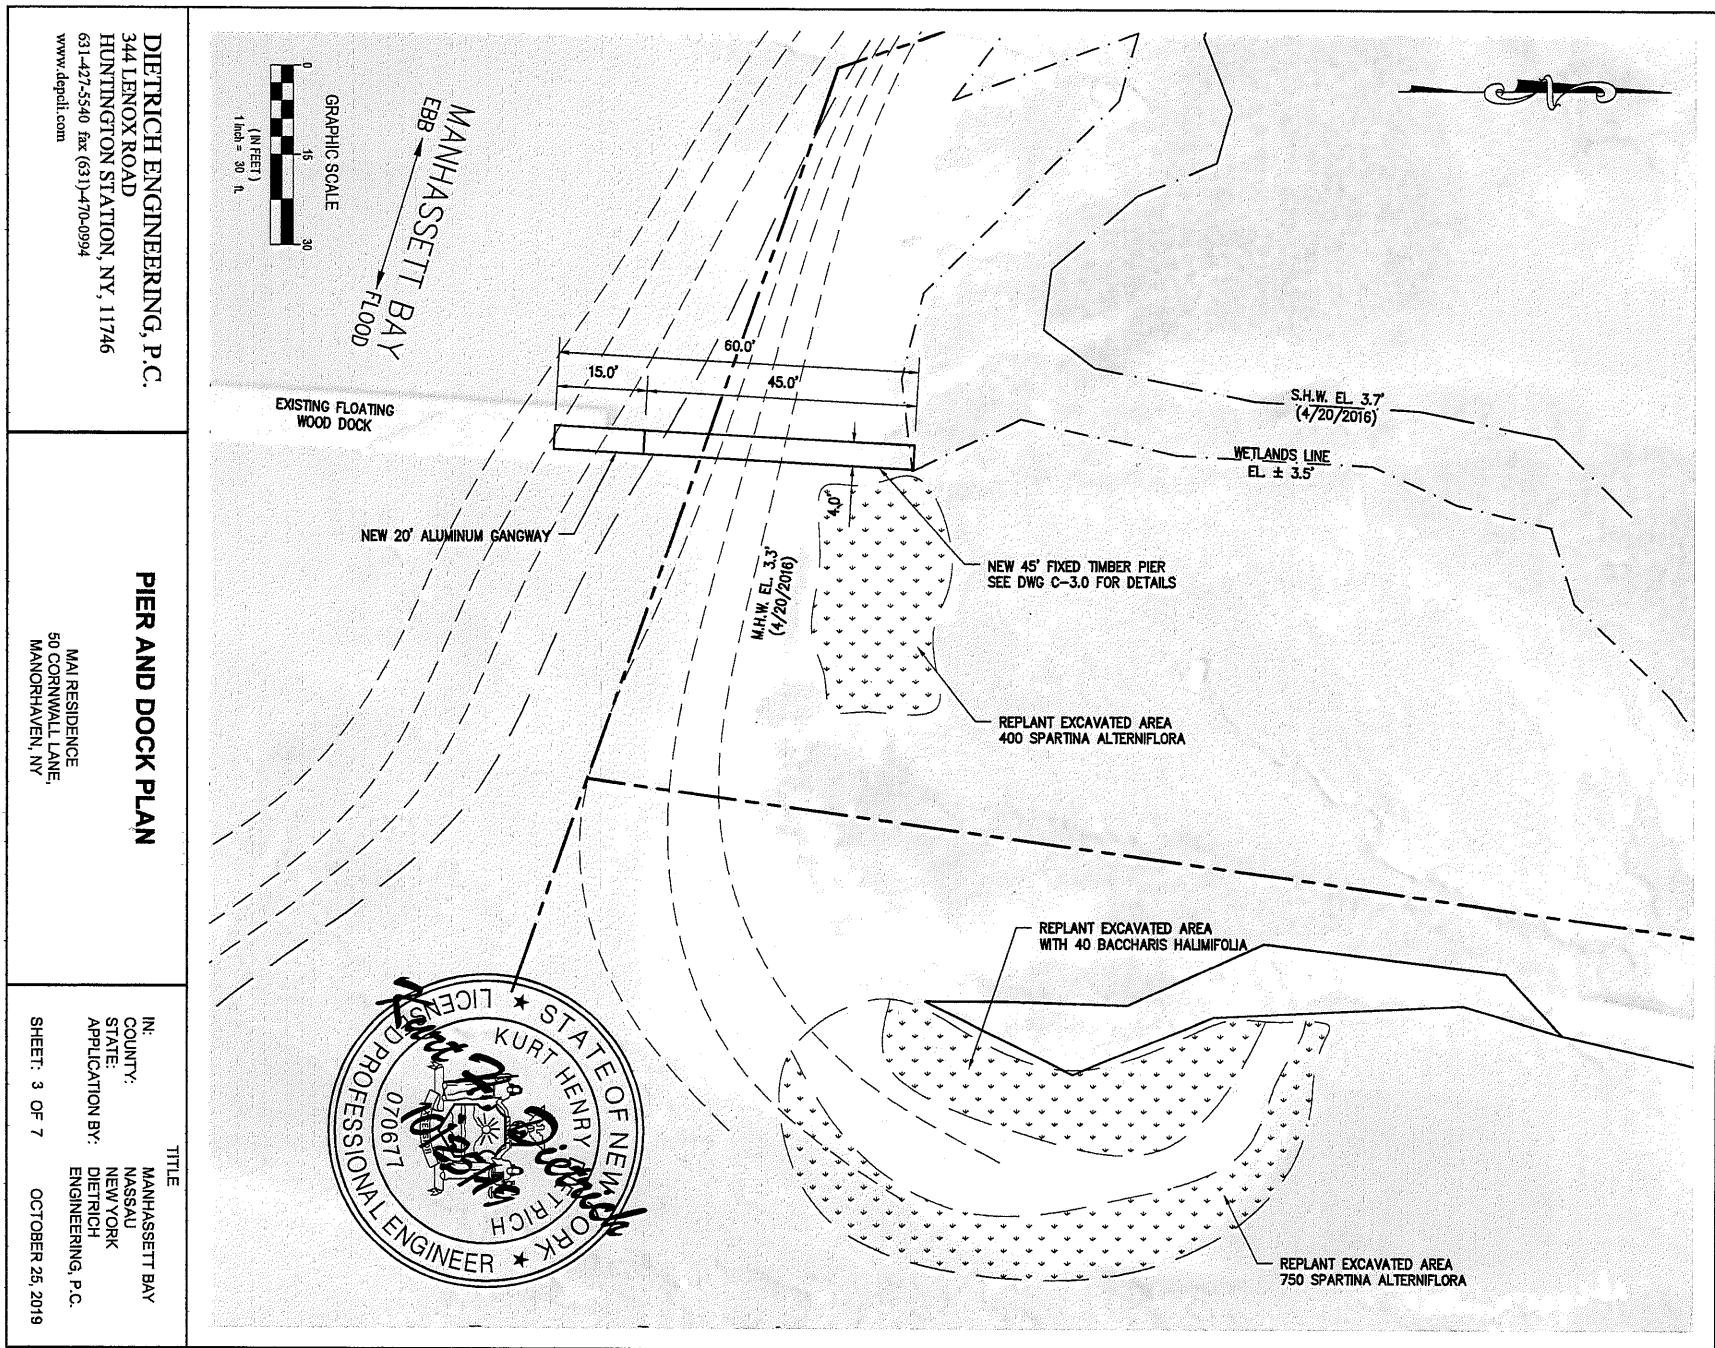 DIETRICH ENGINEERING, P.C.
344 LENOX ROAD
HUNTINGTON STATION, NY, 11746
631-427-5540 fax (631)-470-0994
www.depcli.com
PIER AND DOCK PLAN
MAI RESIDENCE
50 CORNWALL LANE,
MANORHAVEN, NY
TITLE
IN: MANHASSETT BAY
COUNTY: NASSAU
STATE: NEW YORK
APPLICATION BY: DIETRICH
ENGINEERING, P.C.
SHEET: 3 OF 7 OCTOBER 25, 2019
GRAPHIC SCALE
0 15 30
( IN FEET )
1 inch = 30 ft.
MANHASSETT BAY
EBB
FLOOD
60.0'
15.0'
45.0'
EXISTING FLOATING
WOOD DOCK
4.0'
NEW 20' ALUMINUM GANGWAY
M.H.W. EL. 3.3'
(4/20/2016)
S.H.W. EL. 3.7'
(4/20/2016)
WETLANDS LINE
EL. ± 3.5'
NEW 45' FIXED TIMBER PIER
SEE DWG C-3.0 FOR DETAILS
REPLANT EXCAVATED AREA
400 SPARTINA ALTERNIFLORA
REPLANT EXCAVATED AREA
WITH 40 BACCHARIS HALIMIFOLIA
REPLANT EXCAVATED AREA
750 SPARTINA ALTERNIFLORA
STATE OF NEW YORK
LICENSED PROFESSIONAL ENGINEER
KURT HENRY DIETRICH
070677
Kurt H. Dietrich